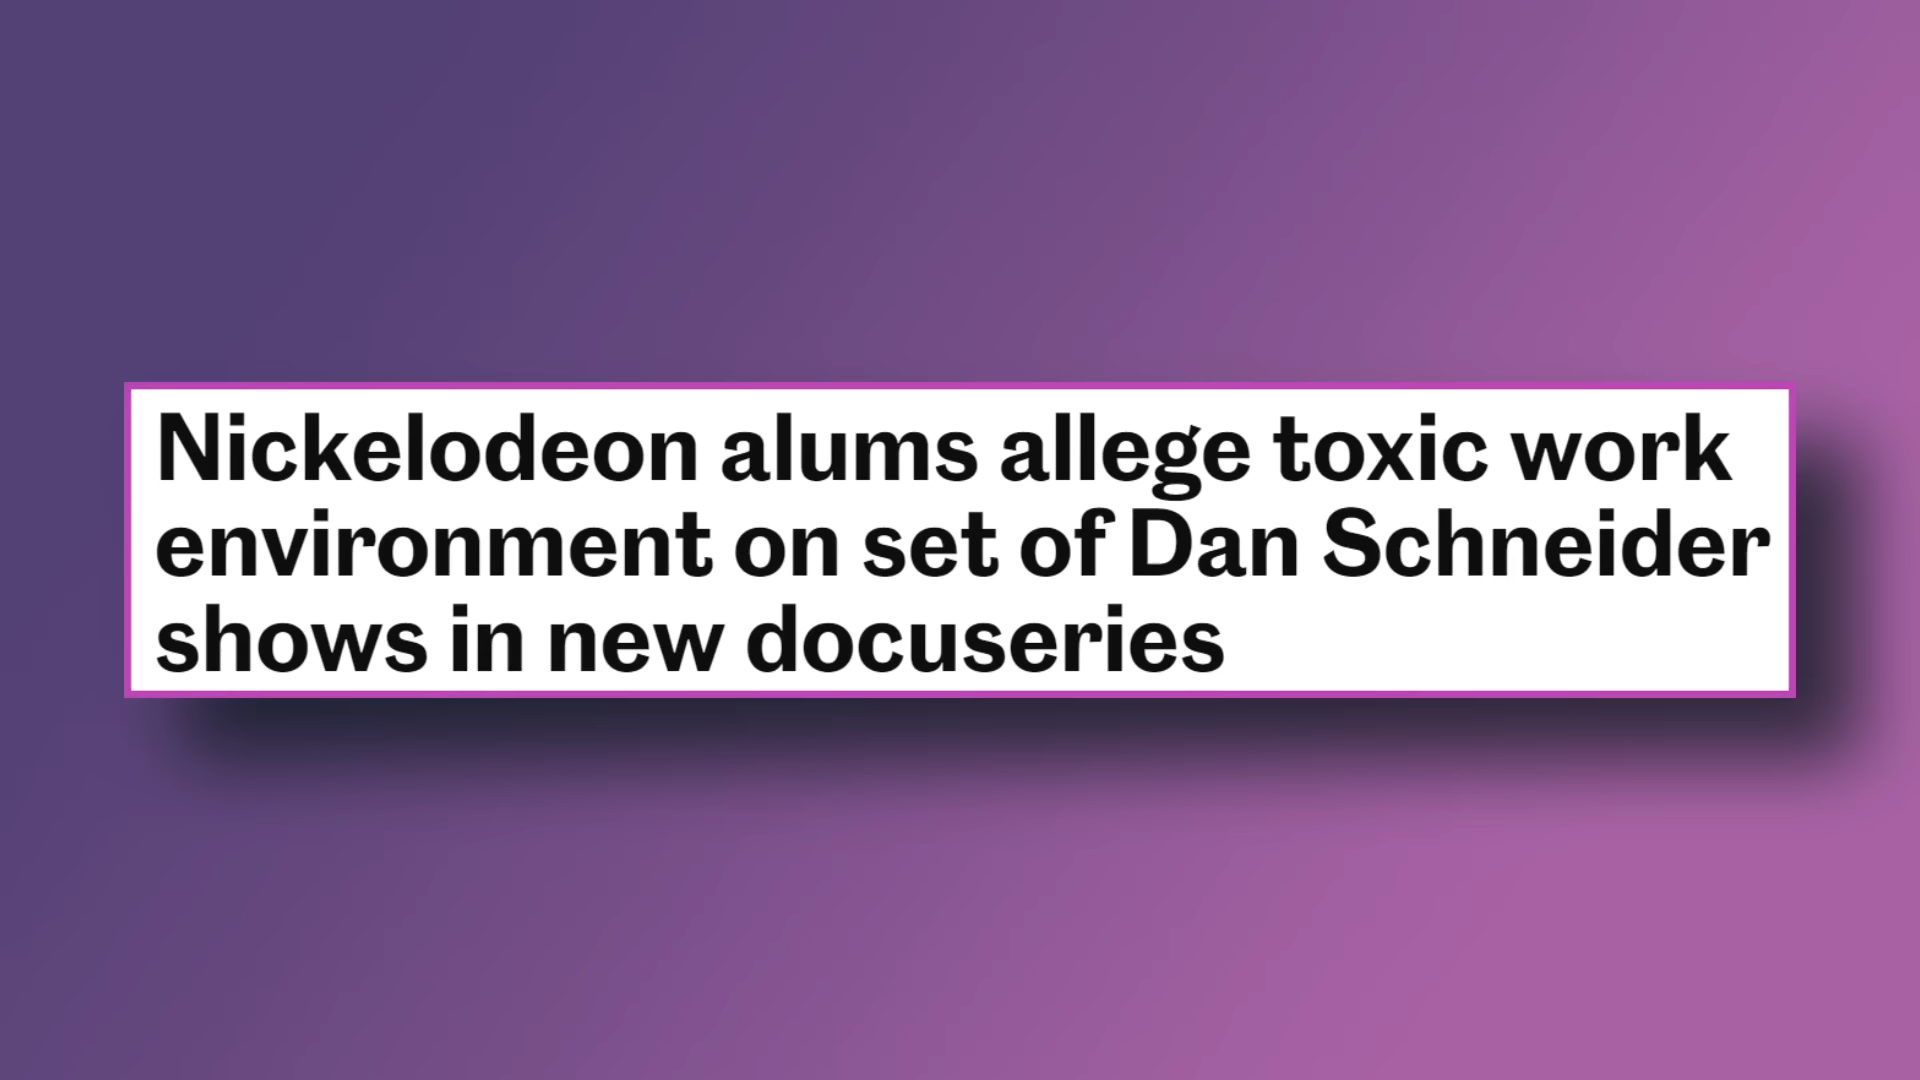 Nickelodeon alums allege toxic work
environment on set of Dan Schneider
shows in new docuseries